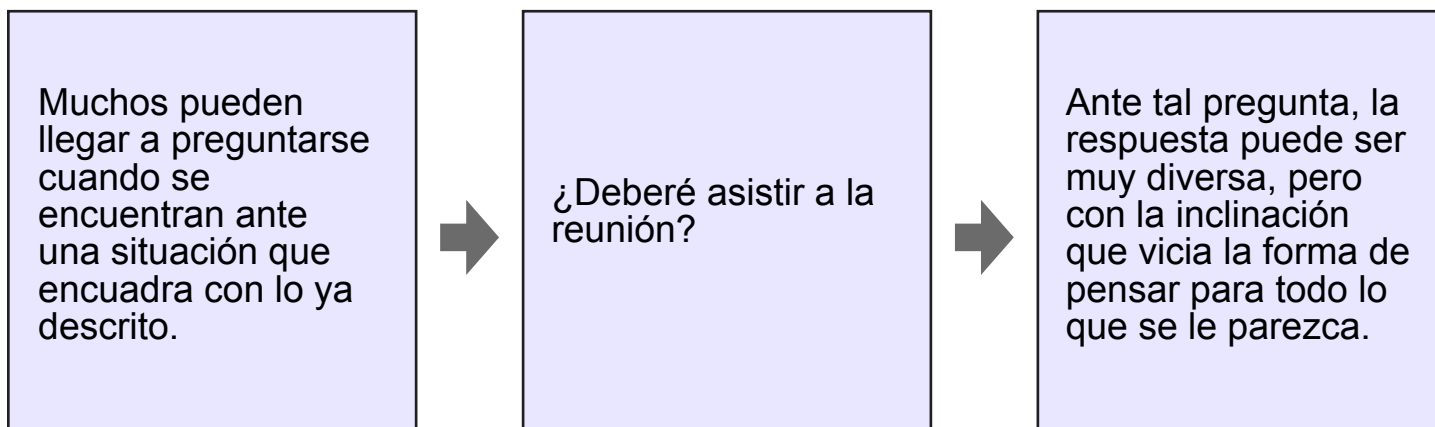 Muchos pueden
llegar a preguntarse
cuando se
encuentran ante
una situación que
encuadra con lo ya
descrito.
¿Deberé asistir a la
reunión?
Ante tal pregunta, la
respuesta puede ser
muy diversa, pero
con la inclinación
que vicia la forma de
pensar para todo lo
que se le parezca.